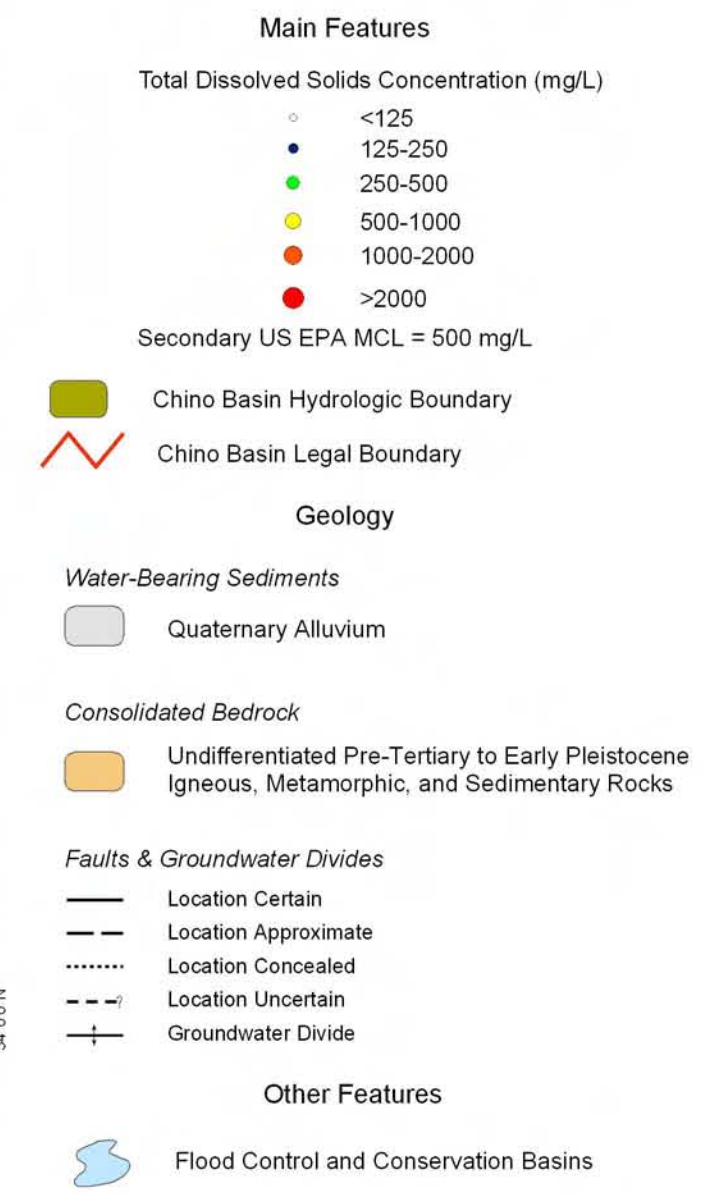 Main Features
Total Dissolved Solids Concentration (mg/L)
<125
125-250
250-500
500-1000
1000-2000
>2000
Secondary US EPA MCL = 500 mg/L
Chino Basin Hydrologic Boundary
Chino Basin Legal Boundary
Geology
Water-Bearing Sediments
Quaternary Alluvium
Consolidated Bedrock
Undifferentiated Pre-Tertiary to Early Pleistocene
Igneous, Metamorphic, and Sedimentary Rocks
Faults & Groundwater Divides
Location Certain
Location Approximate
Location Concealed
?
Location Uncertain
Groundwater Divide
Other Features
Flood Control and Conservation Basins